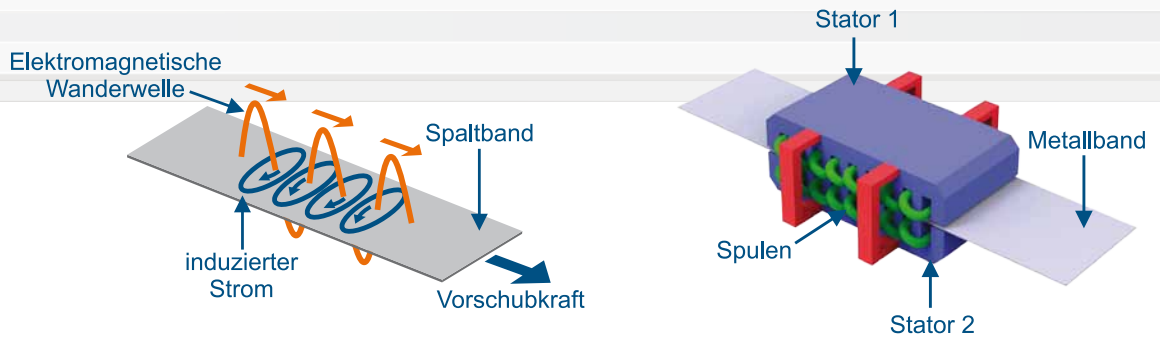 Elektromagnetische
Wanderwelle
Spaltband
induzierter
Strom
Vorschubkraft
Stator 1
Metallband
Spulen
Stator 2